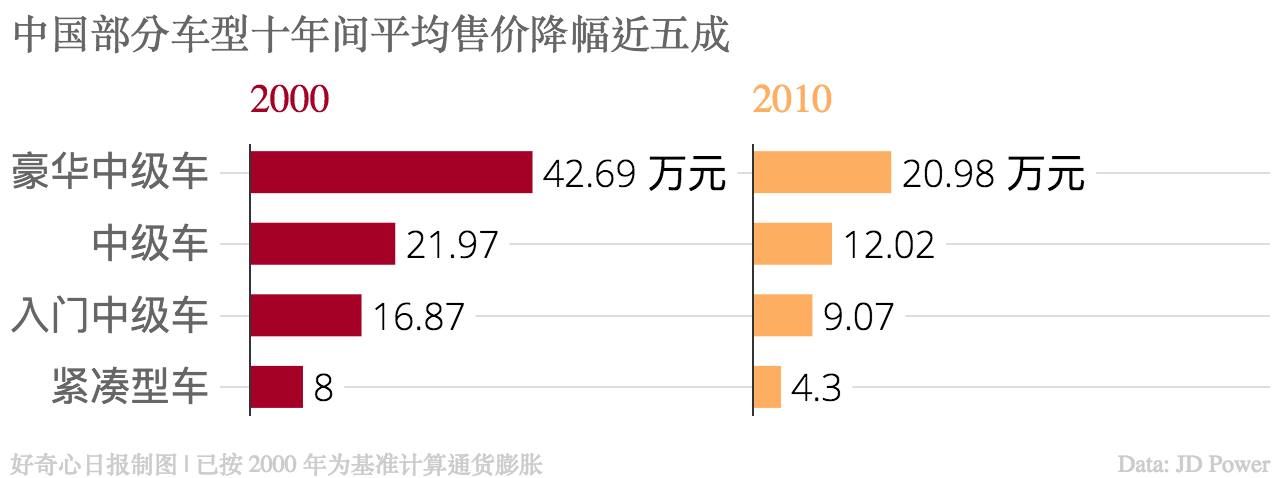 中国部分车型十年间平均售价降幅近五成
2000 2010
豪华中级车 42.69 万元 20.98 万元
中级车 21.97 12.02
入门中级车 16.87 9.07
紧凑型车 8 4.3
好奇心日报制图 | 已按 2000 年为基准计算通货膨胀 Data: JD Power